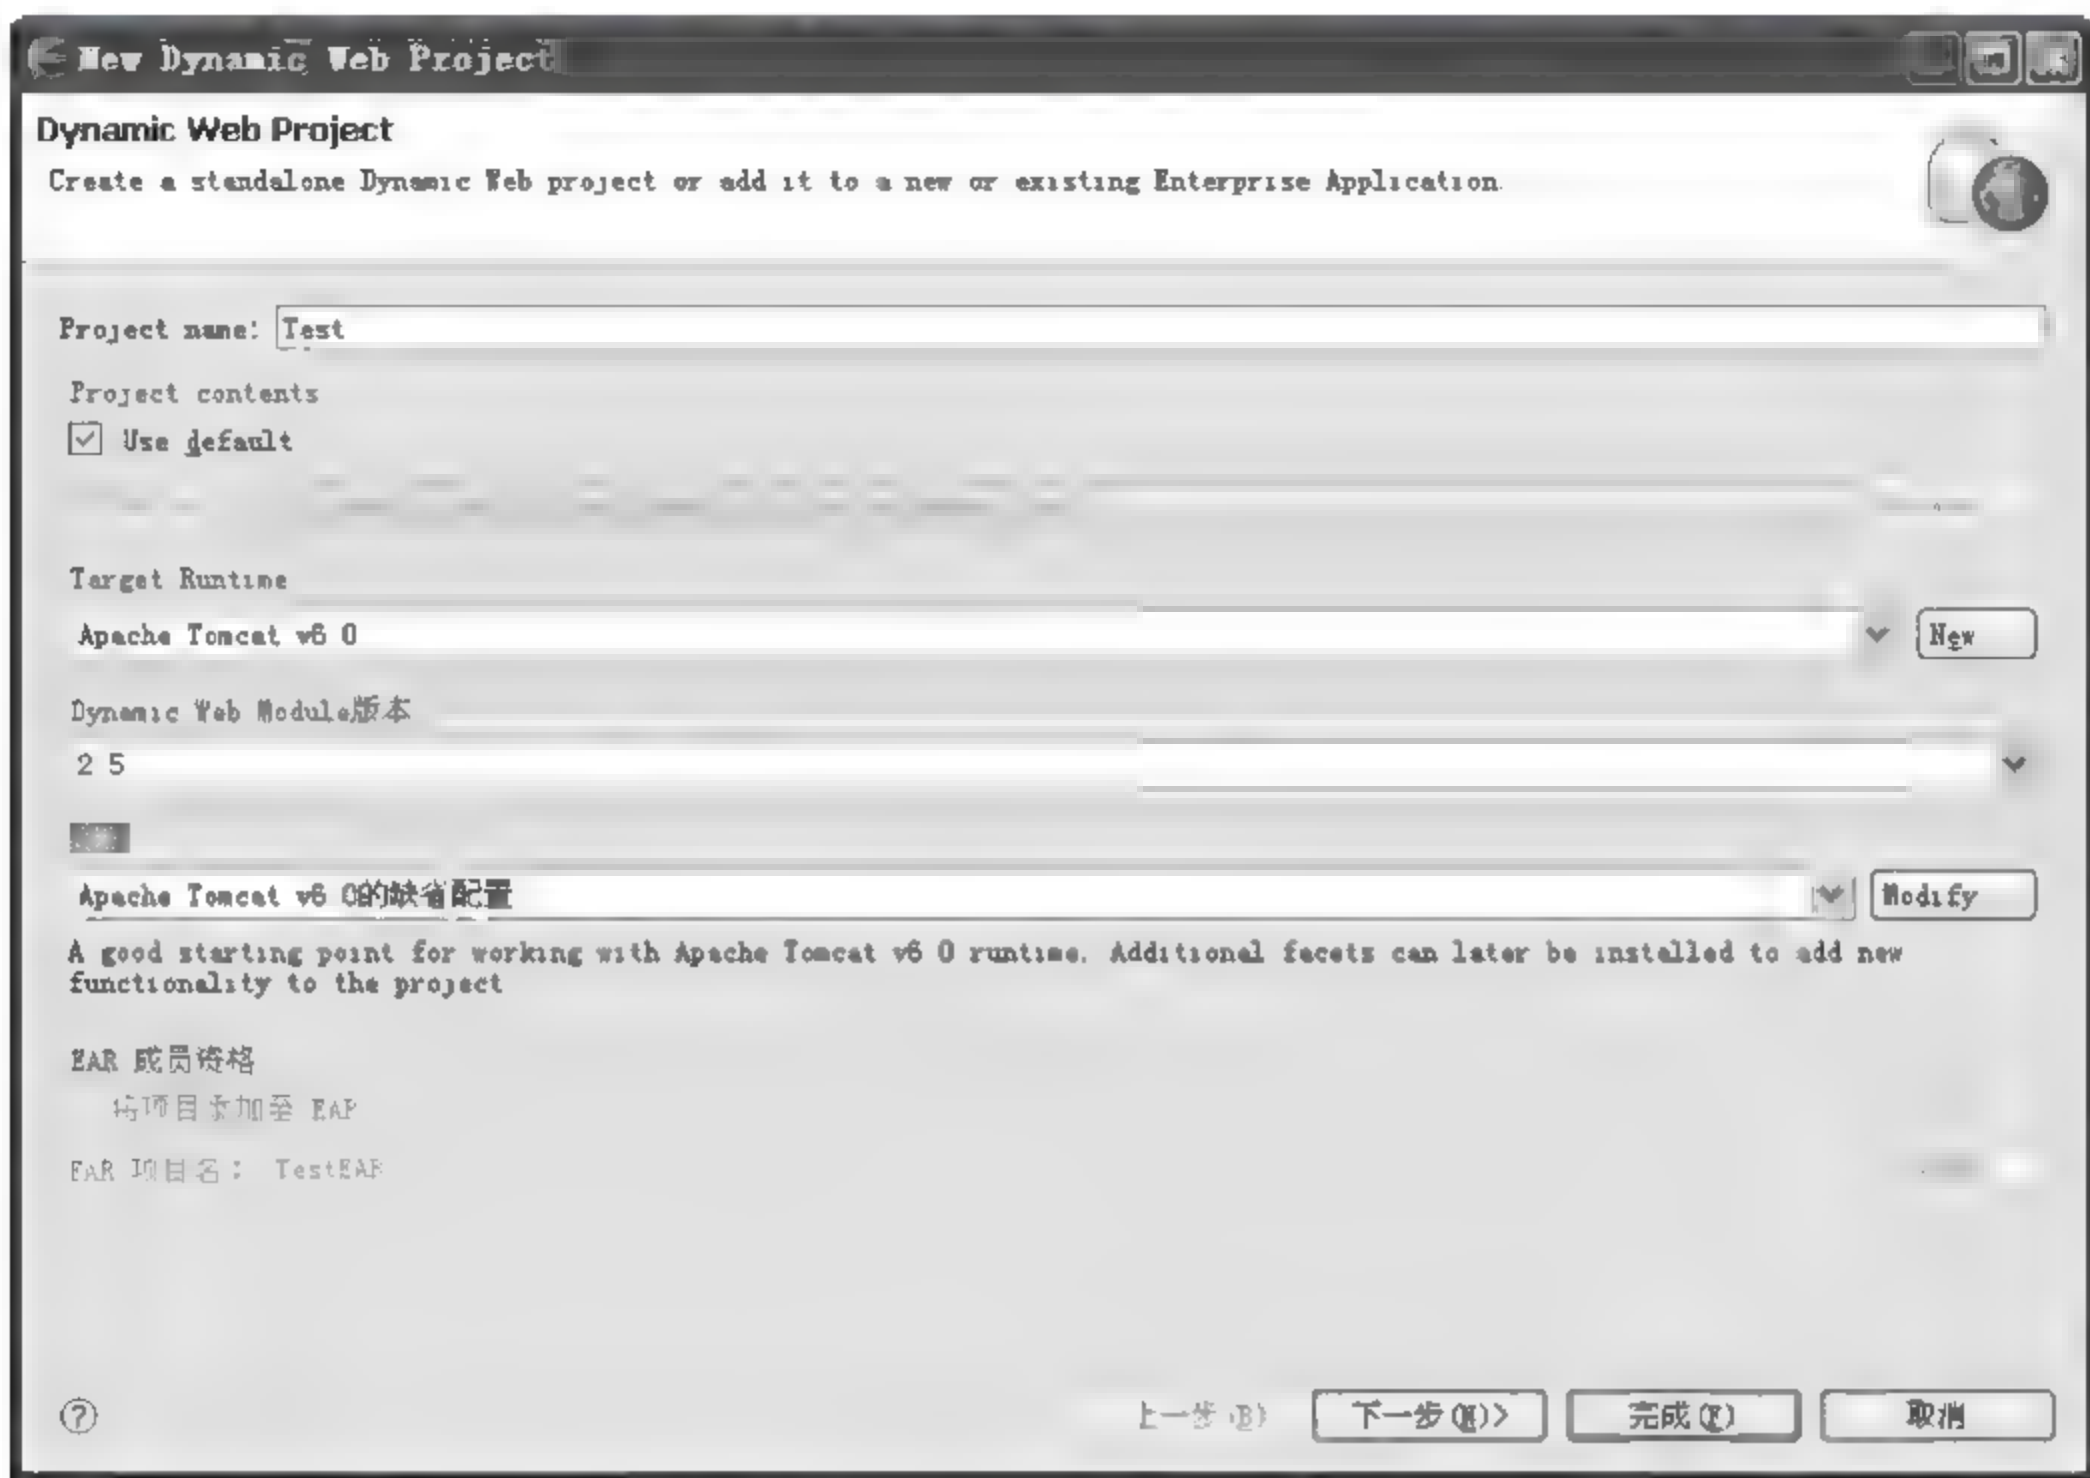 New Dynamic Web Project
Dynamic Web Project
Create a standalone Dynamic Web project or add it to a new or existing Enterprise Application.
Project name: Test
Project contents
Use default
Target Runtime
Apache Tomcat v6 0 New
Dynamic Web Module版本
2 5
Apache Tomcat v6 0的缺省配置 Modify
A good starting point for working with Apache Tomcat v6 0 runtime. Additional facets can later be installed to add new
functionality to the project
EAR 成员资格
将项目添加至 EAR
EAR 项目名： TestEAR
上一步(B) 下一步(N)> 完成(F) 取消